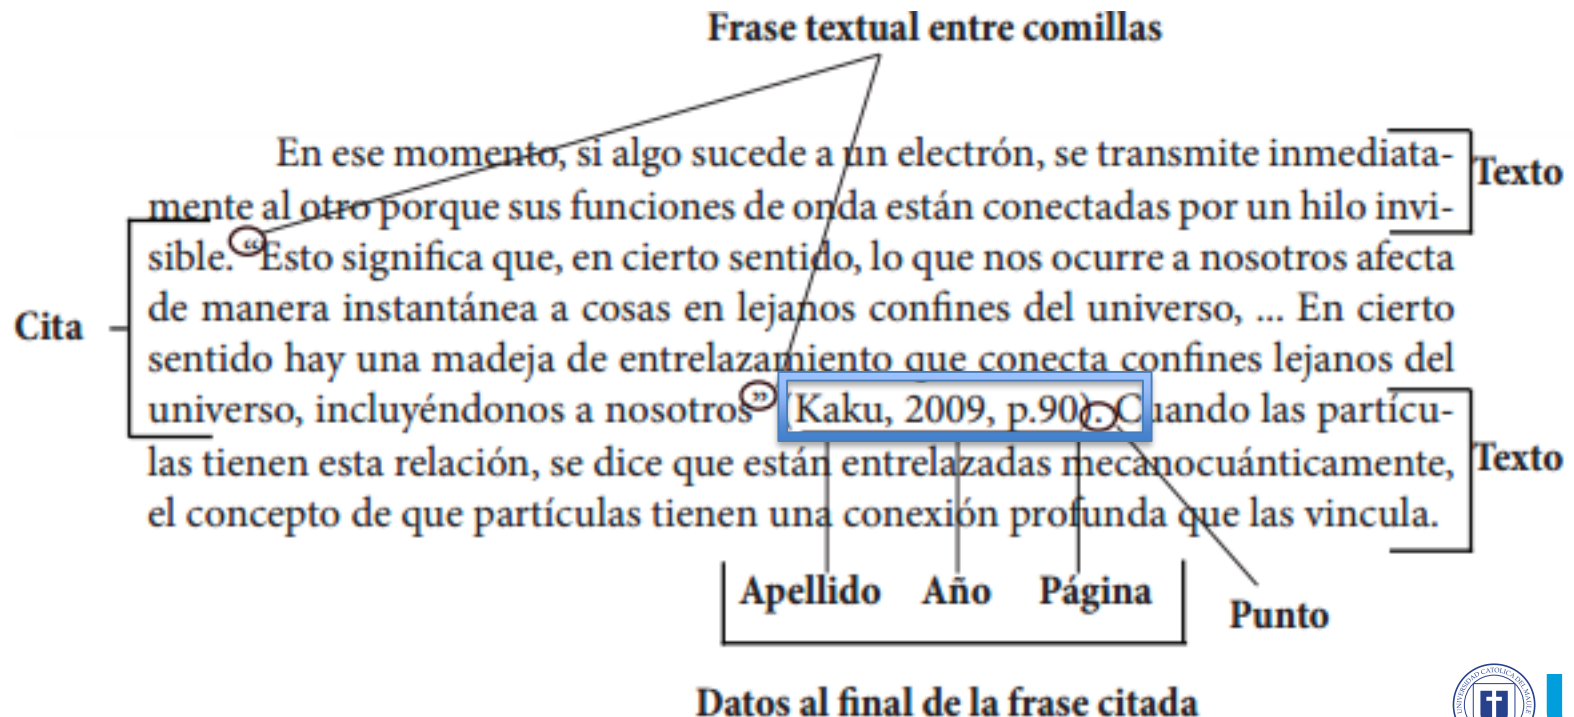 Frase textual entre comillas
En ese momento, si algo sucede a un electrón, se transmite inmediata-
Texto
mente al otro porque sus funciones de onda están conectadas por un hilo invi-
sible. “Esto significa que, en cierto sentido, lo que nos ocurre a nosotros afecta
de manera instantánea a cosas en lejanos confines del universo, ... En cierto
Cita
sentido hay una madeja de entrelazamiento que conecta confines lejanos del
universo, incluyéndonos a nosotros” (Kaku, 2009, p.90). Cuando las partícu-
las tienen esta relación, se dice que están entrelazadas mecanocuánticamente,
Texto
el concepto de que partículas tienen una conexión profunda que las vincula.
Apellido Año Página
Punto
Datos al final de la frase citada
UNIVERSIDAD CATOLICA DEL MAULE